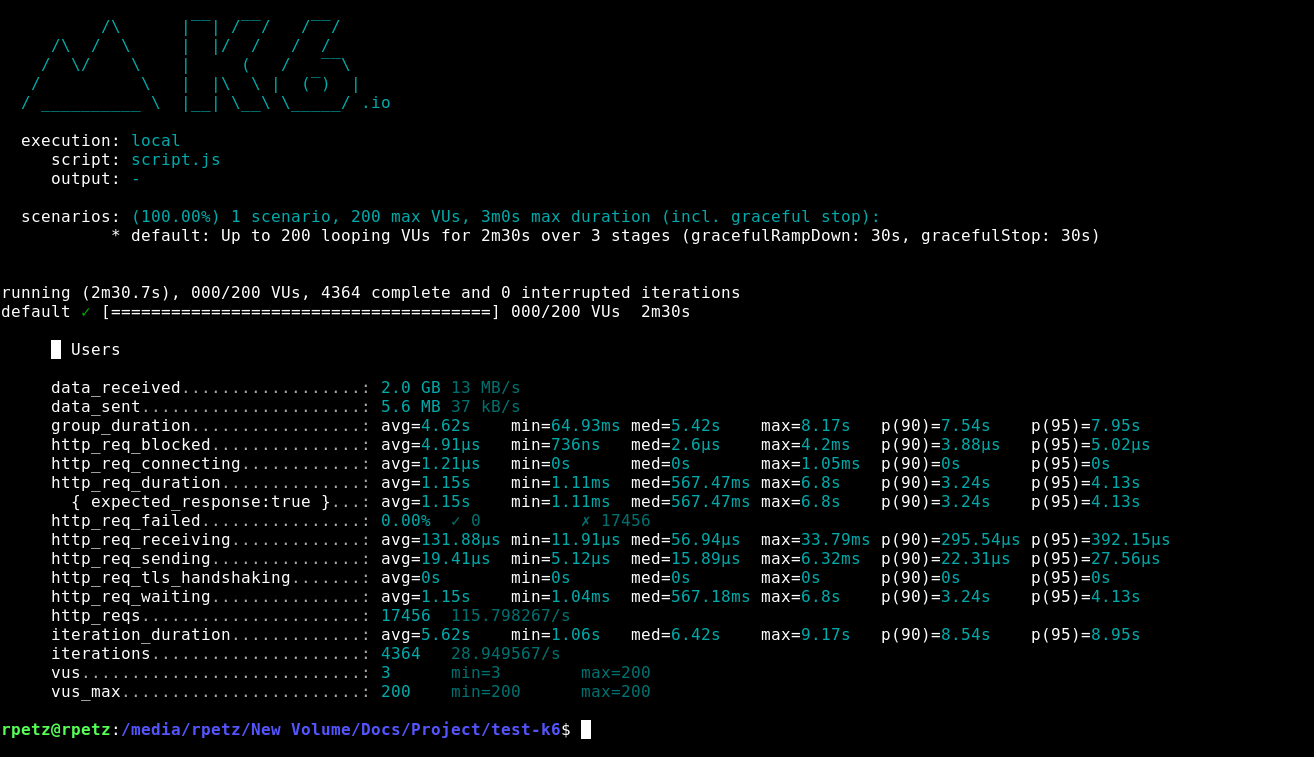 /\      |‾‾| /‾‾/   /‾‾/
     /\  /  \     |  |/  /   /  /
    /  \/    \    |     (   /   ‾‾\
   /          \   |  |\  \ |  (‾)  |
  / __________ \  |__| \__\ \_____/ .io
  execution: local
     script: script.js
     output: -
  scenarios: (100.00%) 1 scenario, 200 max VUs, 3m0s max duration (incl. graceful stop):
           * default: Up to 200 looping VUs for 2m30s over 3 stages (gracefulRampDown: 30s, gracefulStop: 30s)
running (2m30.7s), 000/200 VUs, 4364 complete and 0 interrupted iterations
default ✓ [======================================] 000/200 VUs  2m30s
     █ Users
     data_received..................: 2.0 GB 13 MB/s
     data_sent......................: 5.6 MB 37 kB/s
     group_duration.................: avg=4.62s    min=64.93ms med=5.42s    max=8.17s   p(90)=7.54s    p(95)=7.95s
     http_req_blocked...............: avg=4.91µs   min=736ns   med=2.6µs    max=4.2ms   p(90)=3.88µs   p(95)=5.02µs
     http_req_connecting............: avg=1.21µs   min=0s      med=0s       max=1.05ms  p(90)=0s       p(95)=0s
     http_req_duration..............: avg=1.15s    min=1.11ms  med=567.47ms max=6.8s    p(90)=3.24s    p(95)=4.13s
       { expected_response:true }...: avg=1.15s    min=1.11ms  med=567.47ms max=6.8s    p(90)=3.24s    p(95)=4.13s
     http_req_failed................: 0.00%  ✓ 0          ✗ 17456
     http_req_receiving.............: avg=131.88µs min=11.91µs med=56.94µs  max=33.79ms p(90)=295.54µs p(95)=392.15µs
     http_req_sending...............: avg=19.41µs  min=5.12µs  med=15.89µs  max=6.32ms  p(90)=22.31µs  p(95)=27.56µs
     http_req_tls_handshaking.......: avg=0s       min=0s      med=0s       max=0s      p(90)=0s       p(95)=0s
     http_req_waiting...............: avg=1.15s    min=1.04ms  med=567.18ms max=6.8s    p(90)=3.24s    p(95)=4.13s
     http_reqs......................: 17456  115.798267/s
     iteration_duration.............: avg=5.62s    min=1.06s   med=6.42s    max=9.17s   p(90)=8.54s    p(95)=8.95s
     iterations.....................: 4364   28.949567/s
     vus............................: 3      min=3        max=200
     vus_max........................: 200    min=200      max=200
rpetz@rpetz:/media/rpetz/New Volume/Docs/Project/test-k6$